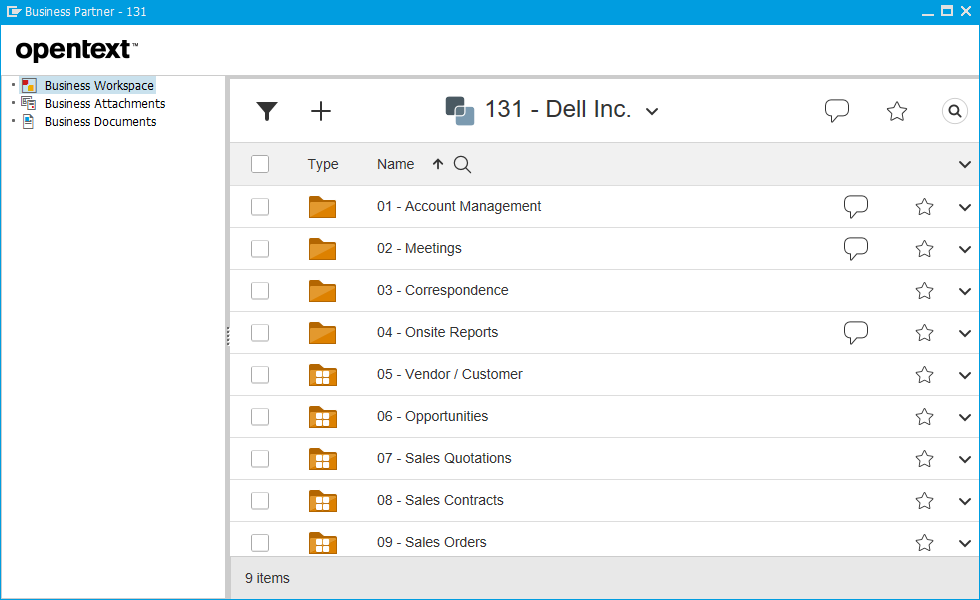 Business Partner - 131
opentext™
Business Workspace
Business Attachments
Business Documents
131 - Dell Inc.
Type Name
01 - Account Management
02 - Meetings
03 - Correspondence
04 - Onsite Reports
05 - Vendor / Customer
06 - Opportunities
07 - Sales Quotations
08 - Sales Contracts
09 - Sales Orders
9 items